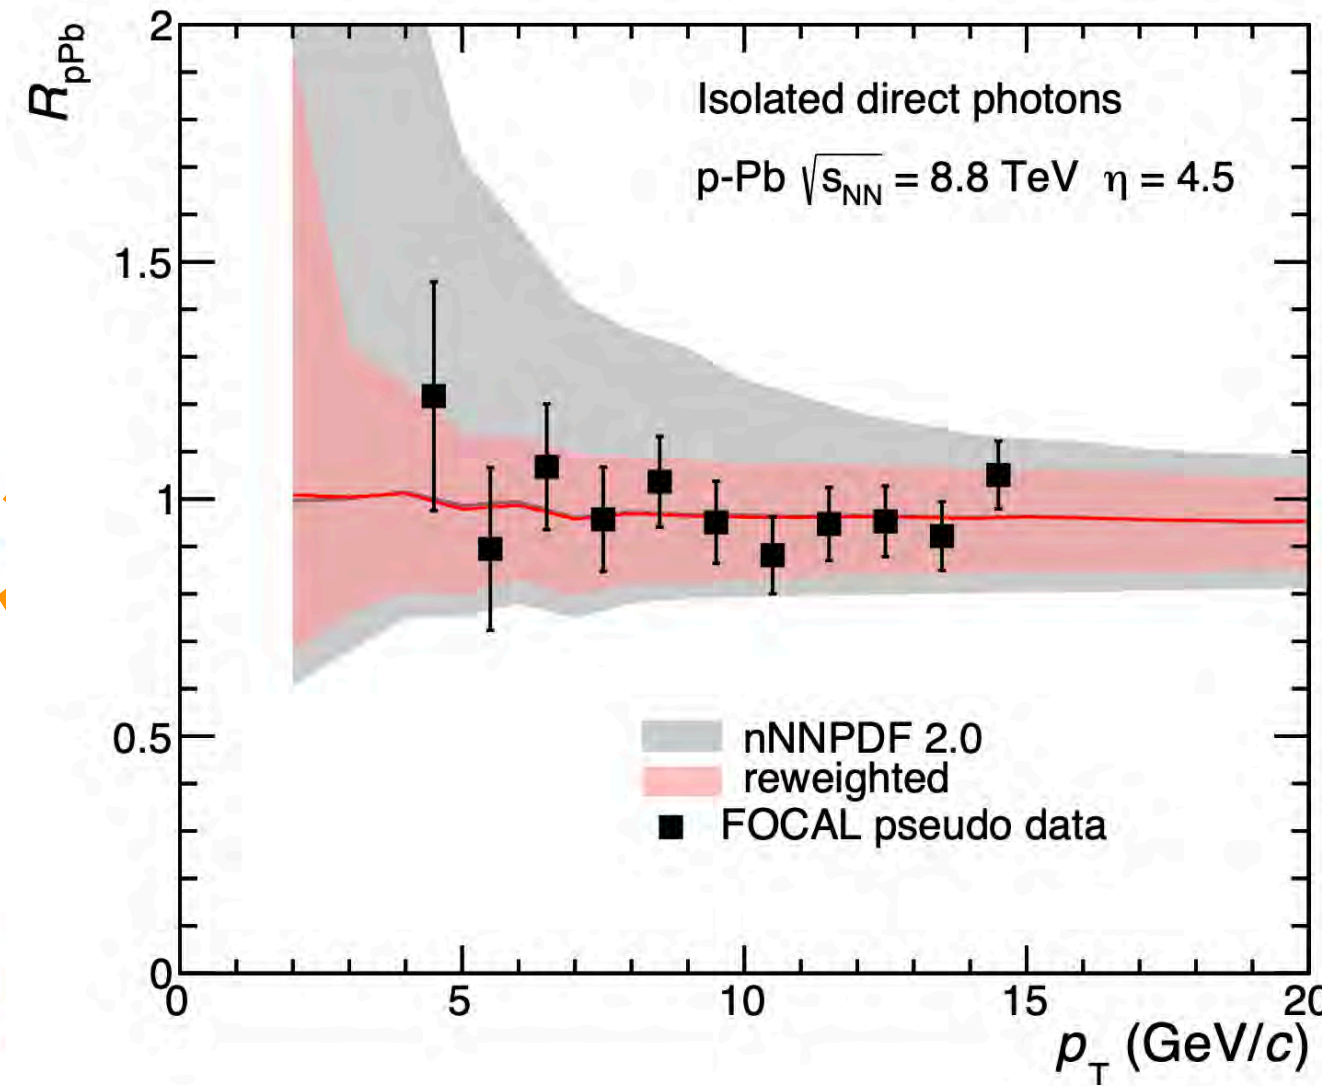 R_pPb
2
1.5
1
0.5
0
Isolated direct photons
p-Pb √s_NN = 8.8 TeV η = 4.5
nNNPDF 2.0
reweighted
FOCAL pseudo data
0 5 10 15 20
p_T (GeV/c)